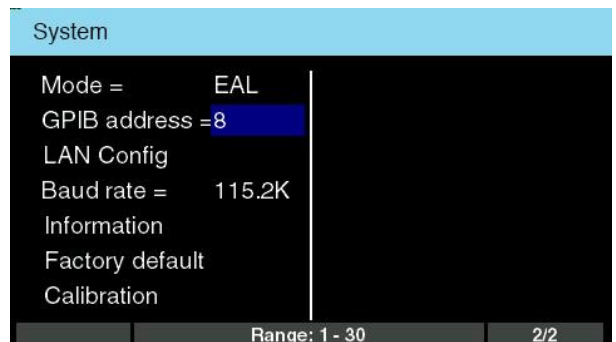 System
Mode = EAL
GPIB address =8
LAN Config
Baud rate = 115.2K
Information
Factory default
Calibration
Range: 1 - 30 2/2